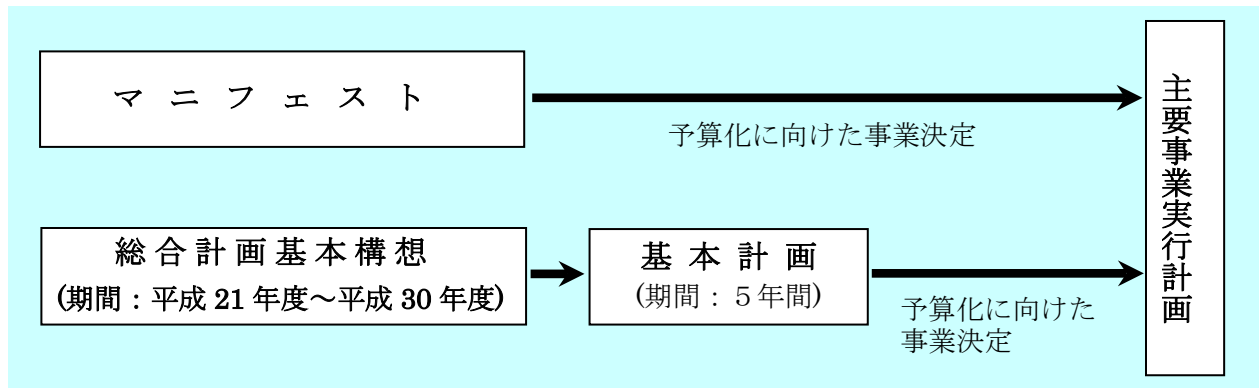 マニフェスト
予算化に向けた事業決定
総合計画基本構想
(期間：平成 21 年度～平成 30 年度)
基本計画
(期間：５年間)
予算化に向けた
事業決定
主要事業実行計画